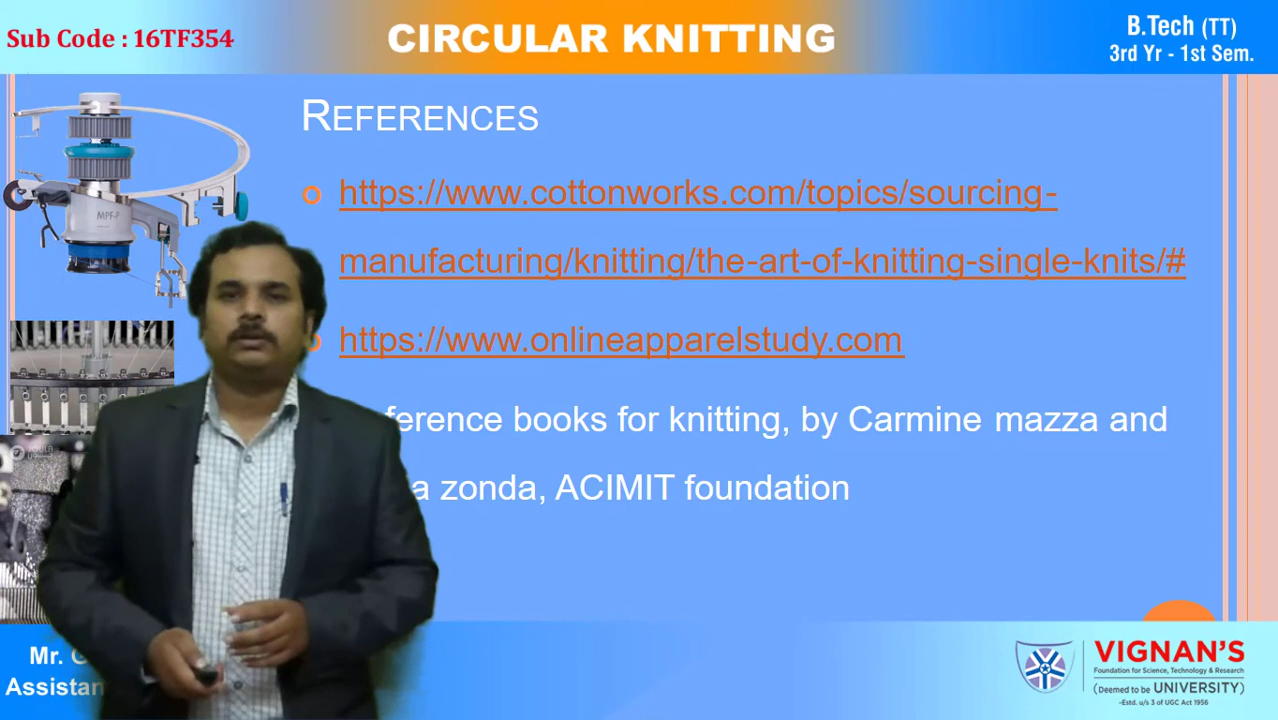 Sub Code : 16TF354
CIRCULAR KNITTING
B.Tech (TT)
3rd Yr - 1st Sem.
REFERENCES
https://www.cottonworks.com/topics/sourcing-
manufacturing/knitting/the-art-of-knitting-single-knits/#
https://www.onlineapparelstudy.com
ference books for knitting, by Carmine mazza and
a zonda, ACIMIT foundation
MPF-P
Mr. G
Assistan
VIGNAN'S
Foundation for Science, Technology & Research
(Deemed to be UNIVERSITY)
-Estd. u/s 3 of UGC Act 1956